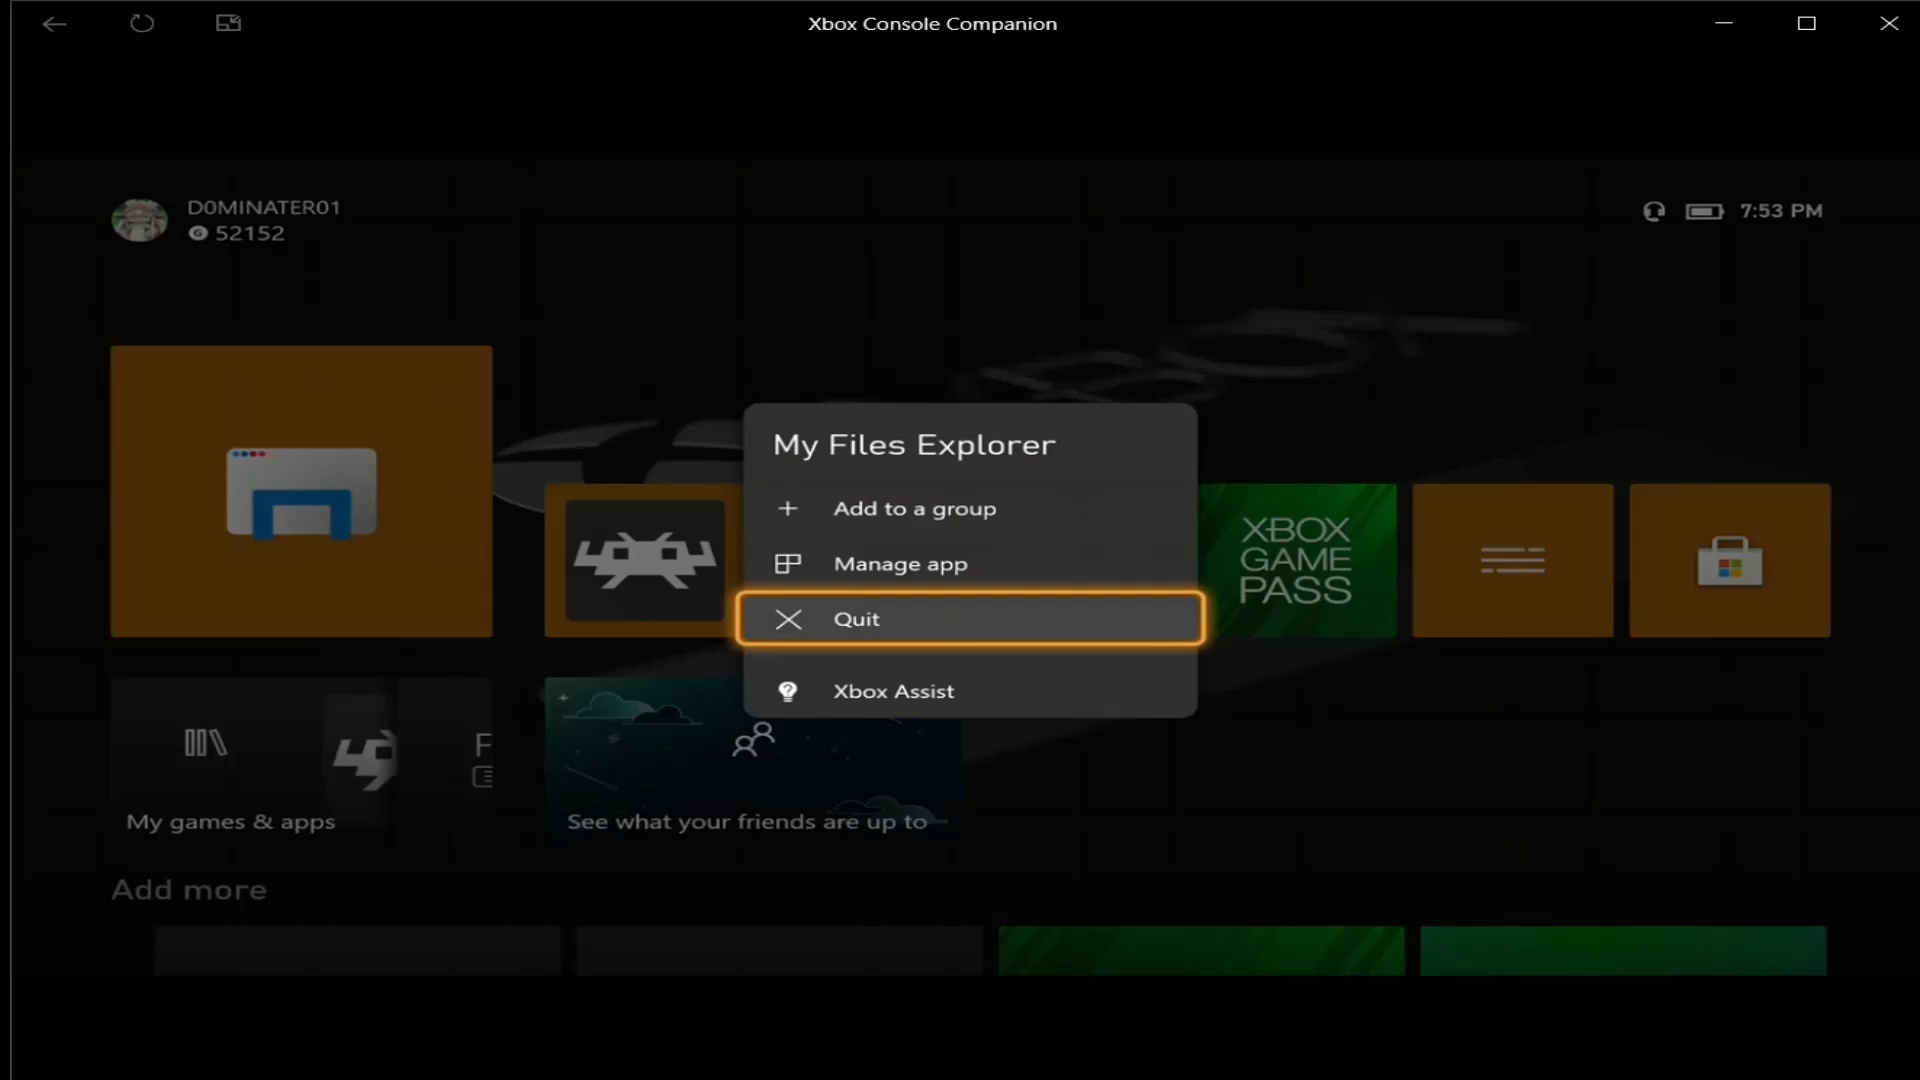 Xbox Console Companion
D0MINATER01
G 52152
7:53 PM
My Files Explorer
Add to a group
Manage app
Quit
Xbox Assist
XBOX
GAME
PASS
F
My games & apps
See what your friends are up to
Add more